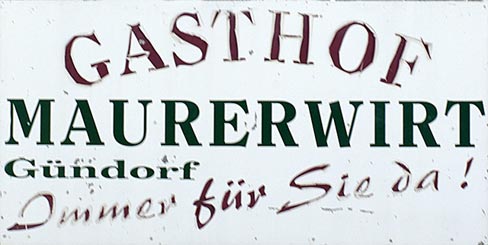 GASTHOF
MAURERWIRT
Gündorf
Immer für Sie da!